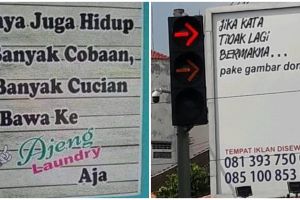 aya Juga Hidup
Banyak Cobaan,
Banyak Cucian
Bawa Ke
Ajeng
Laundry
Aja
JIKA KATA
TIDAK LAGI
BERMAKNA...
pake gambar don
TEMPAT IKLAN DISEW
081 393 750
085 100 853